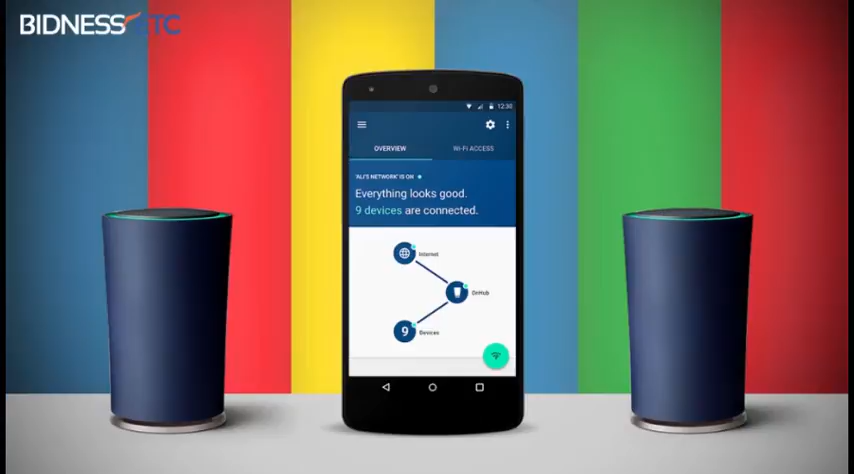 BIDNESS ETC
12:30
OVERVIEW
WI-FI ACCESS
'ALI'S NETWORK' IS ON
Everything looks good.
9 devices are connected.
Internet
OnHub
9
Devices